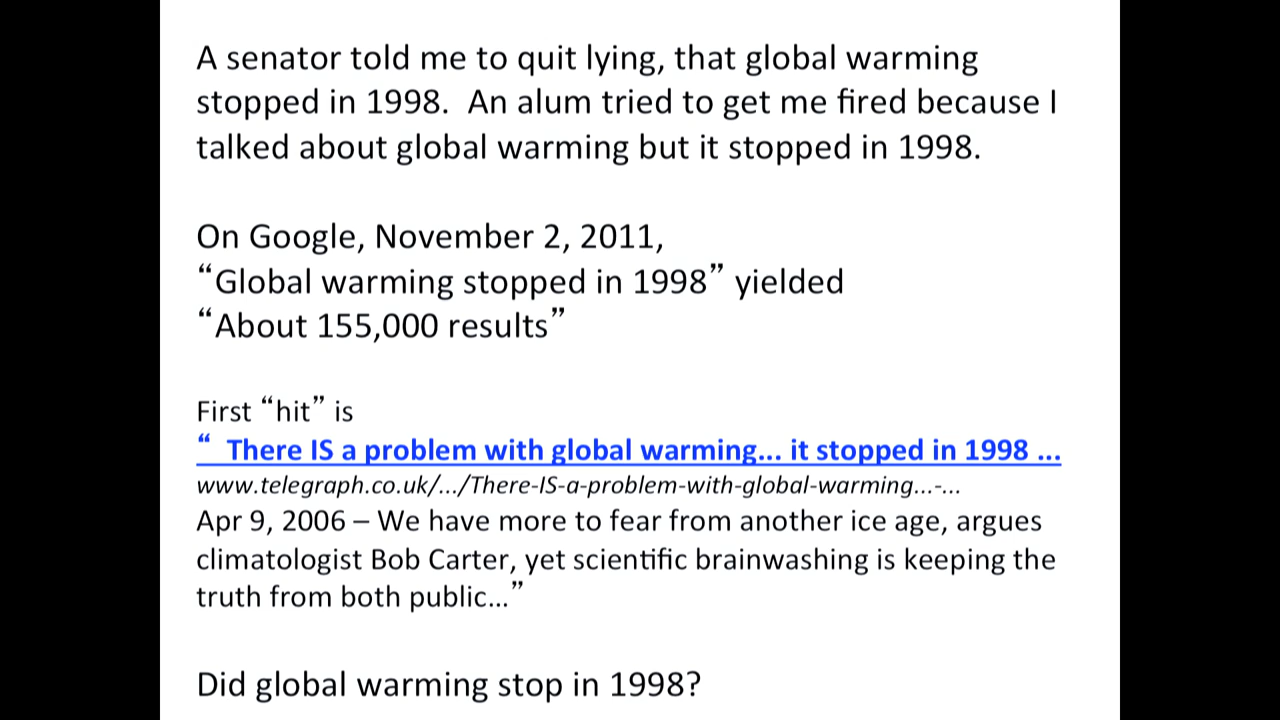 A senator told me to quit lying, that global warming
stopped in 1998.  An alum tried to get me fired because I
talked about global warming but it stopped in 1998.
On Google, November 2, 2011,
“Global warming stopped in 1998” yielded
“About 155,000 results”
First “hit” is
“ There IS a problem with global warming... it stopped in 1998 ...
www.telegraph.co.uk/.../There-IS-a-problem-with-global-warming...-...
Apr 9, 2006 – We have more to fear from another ice age, argues
climatologist Bob Carter, yet scientific brainwashing is keeping the
truth from both public...”
Did global warming stop in 1998?